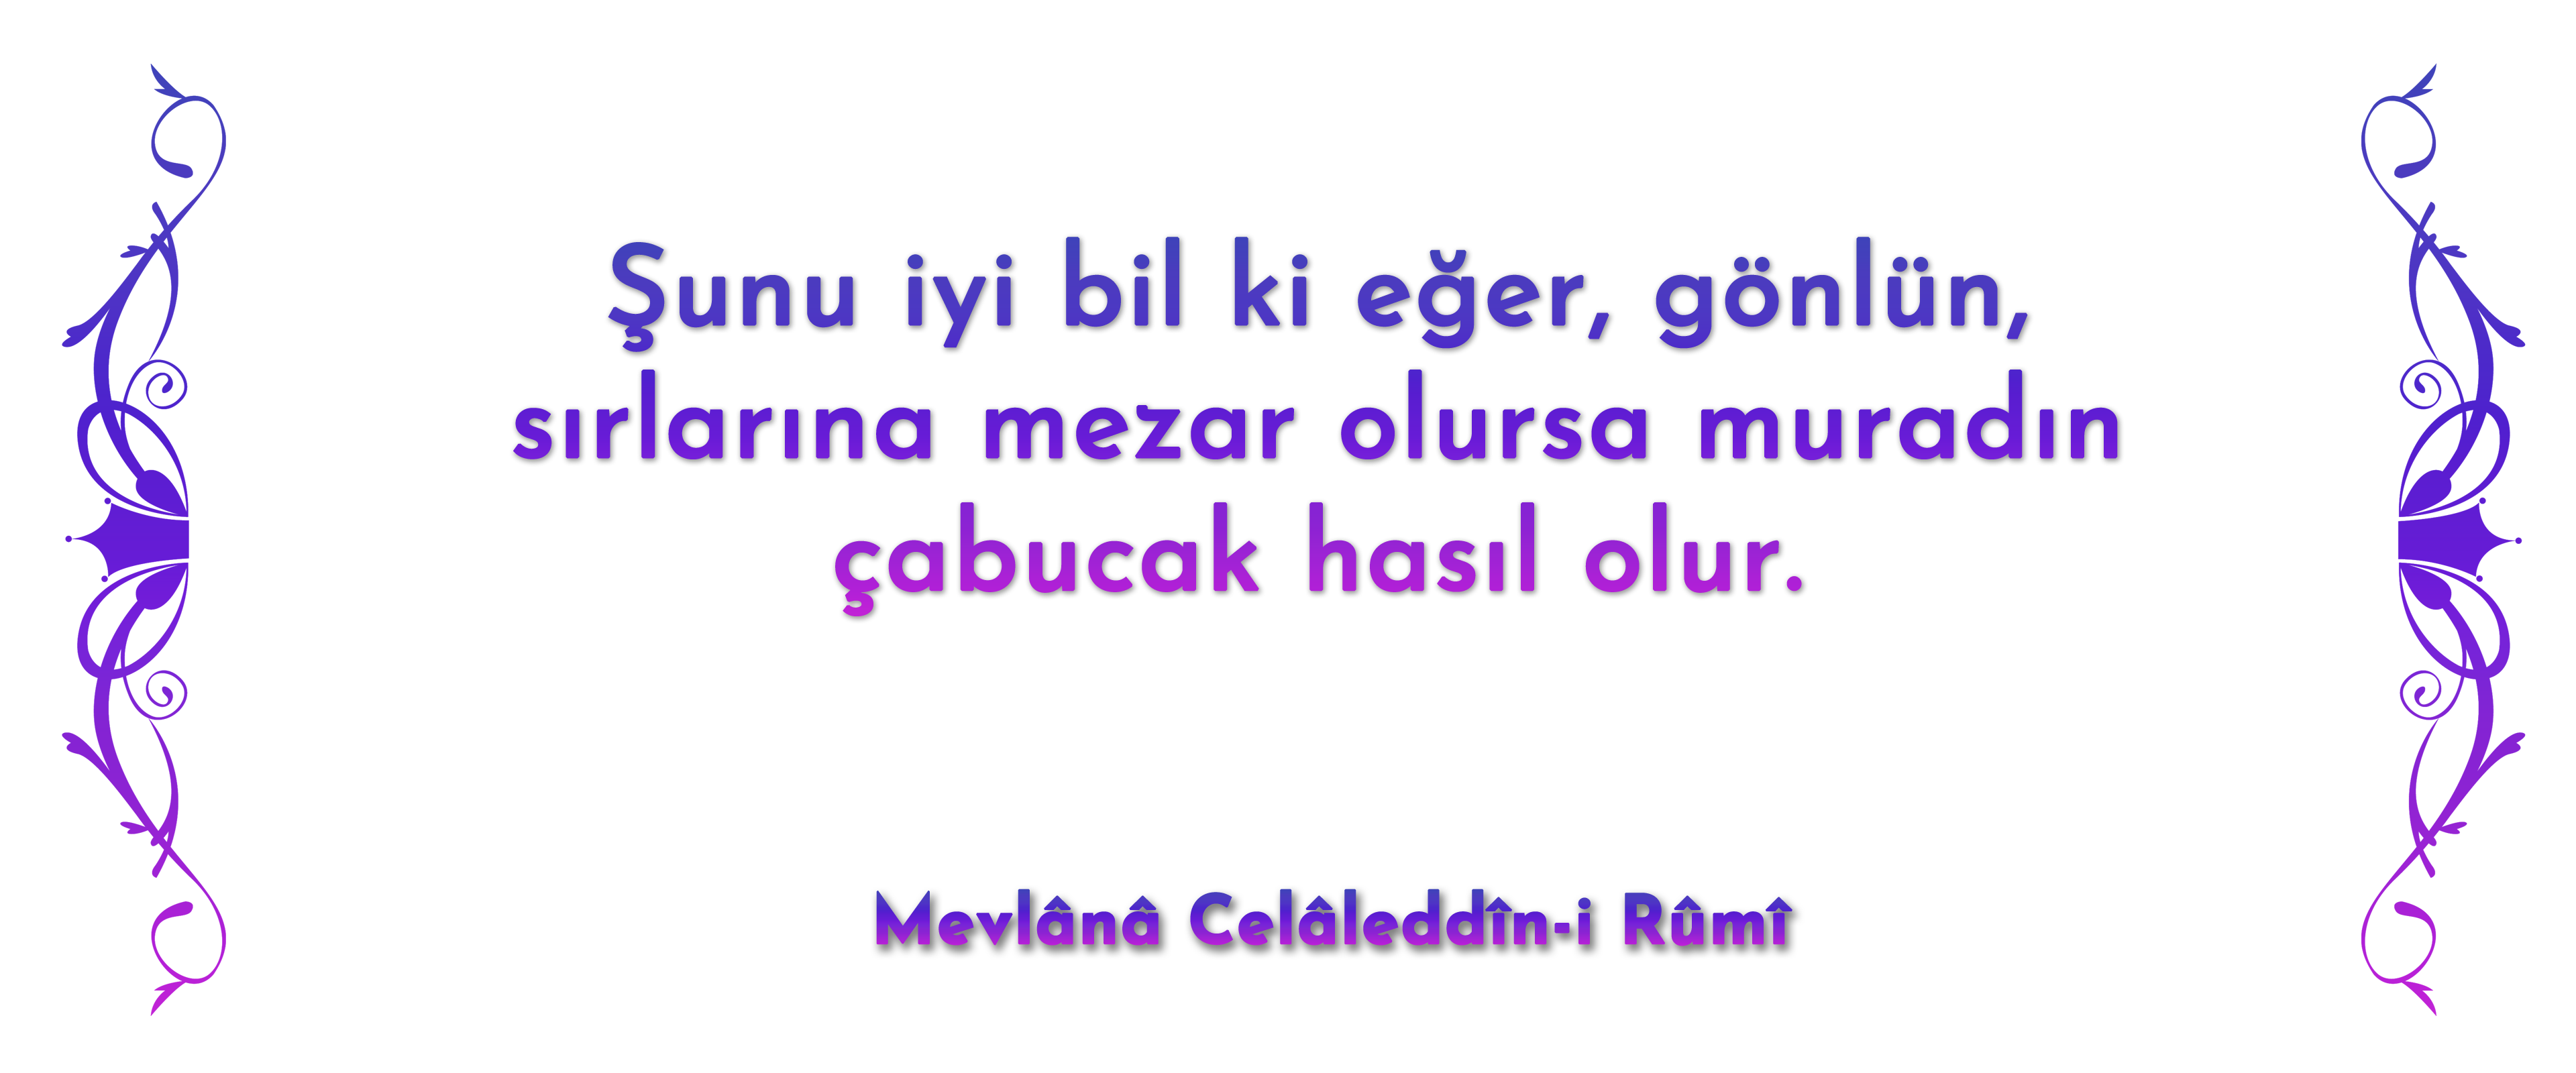 Şunu iyi bil ki eğer, gönlün,
sırlarına mezar olursa muradın
çabucak hasıl olur.
Mevlânâ Celâleddîn-i Rûmî